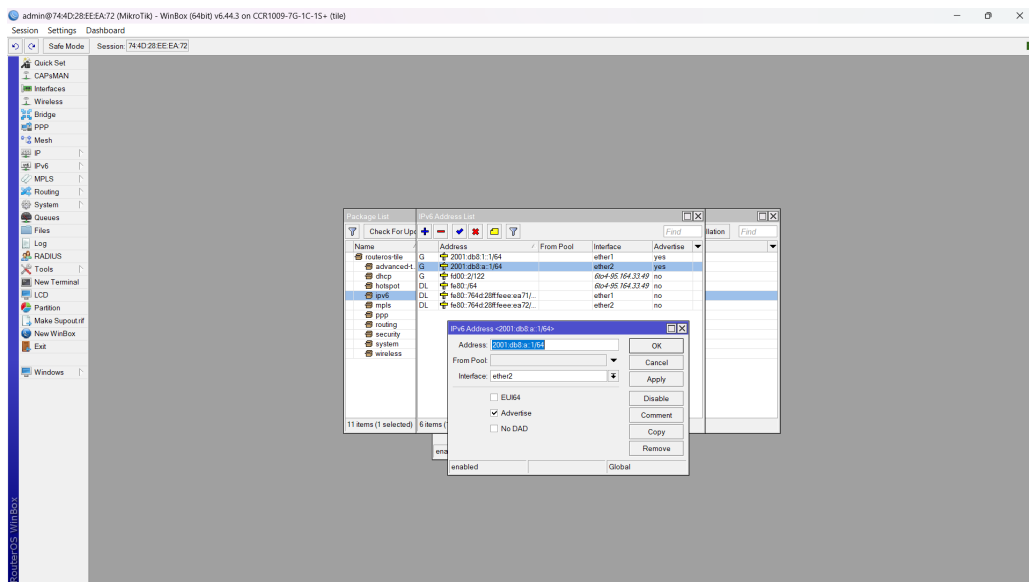 admin@74:4D:28:EE:EA:72 (MikroTik) - WinBox (64bit) v6.44.3 on CCR1009-7G-1C-1S+ (tile)
Session Settings Dashboard
Safe Mode Session: 74:4D:28:EE:EA:72
Quick Set
CAPsMAN
Interfaces
Wireless
Bridge
PPP
Mesh
IP
IPv6
MPLS
Routing
System
Queues
Files
Log
RADIUS
Tools
New Terminal
LCD
Partition
Make Supout.rif
New WinBox
Exit
Windows
RouterOS WinBox
Package List
Check For Upd
Name
routeros-tile
advanced-t..
dhcp
hotspot
ipv6
mpls
ppp
routing
security
system
wireless
11 items (1 selected)
IPv6 Address List
Find
Address From Pool Interface Advertise
G 2001:db8:1::1/64 ether1 yes
G 2001:db8:a::1/64 ether2 yes
G fd00::2/122 6to4-95.164.33.49 no
DL fe80::/64 6to4-95.164.33.49 no
DL fe80::764d:28ff:feee:ea71/... ether1 no
DL fe80::764d:28ff:feee:ea72/... ether2 no
6 items (1
llation Find
ena
IPv6 Address <2001:db8:a::1/64>
Address: 2001:db8:a::1/64
From Pool:
Interface: ether2
EUI64
Advertise
No DAD
OK
Cancel
Apply
Disable
Comment
Copy
Remove
enabled Global